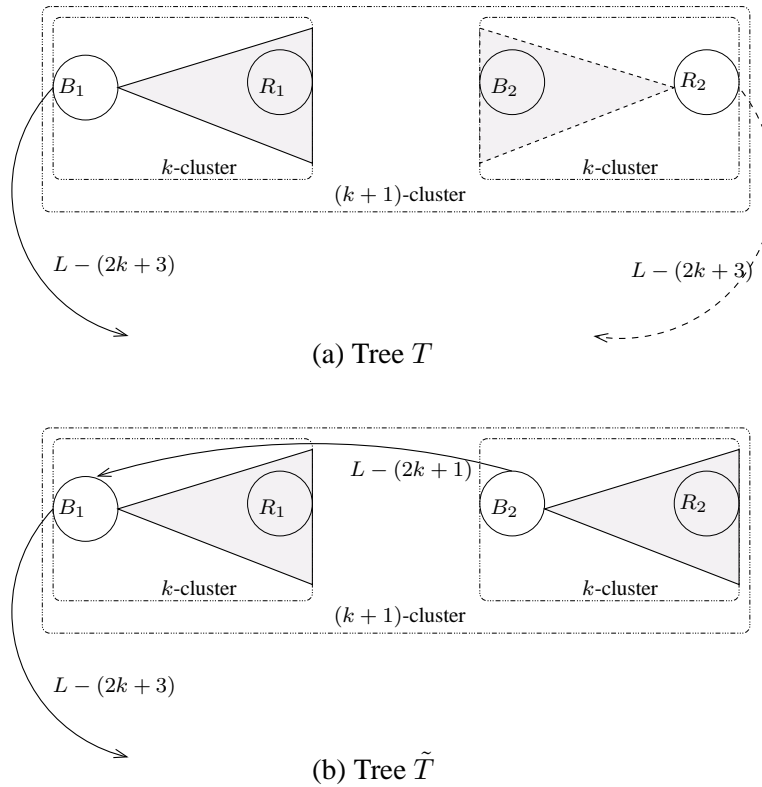 B₁ R₁ B₂ R₂
k-cluster k-cluster
(k + 1)-cluster
L − (2k + 3) L − (2k + 3)
(a) Tree T
L − (2k + 1)
B₁ R₁ B₂ R₂
k-cluster k-cluster
(k + 1)-cluster
L − (2k + 3)
(b) Tree T̃